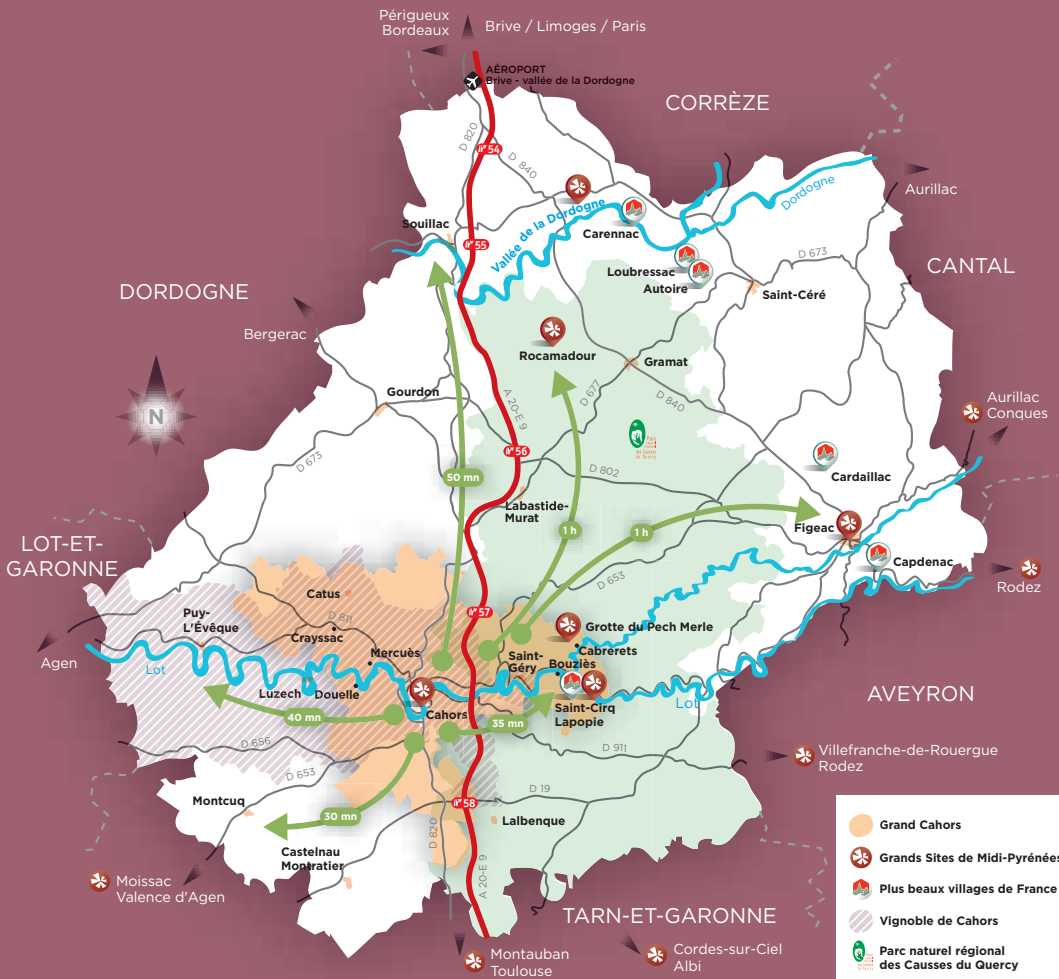 Périgueux
Bordeaux
Brive / Limoges / Paris
AÉROPORT
Brive - vallée de la Dordogne
CORRÈZE
D 820
54
D 840
Aurillac
Dordogne
Souillac
55
Vallée de la Dordogne
Carennac
D 673
CANTAL
Loubressac
Autoire
Saint-Céré
DORDOGNE
Bergerac
Rocamadour
Gramat
N
Gourdon
A 20-E 9
D 677
D 840
Aurillac
Conques
56
D 673
50 mn
D 802
Cardaillac
Labastide-
Murat
1 h
1 h
Figeac
LOT-ET-
GARONNE
Capdenac
Rodez
D 653
Catus
57
Puy-
L'Évêque
D 811
Crayssac
Grotte du Pech Merle
Mercuès
Saint-
Géry
Cabrerets
Bouziès
Agen
Lot
Luzech
Douelle
Cahors
Saint-Cirq
Lapopie
Lot
AVEYRON
40 mn
35 mn
D 656
D 911
Villefranche-de-Rouergue
Rodez
D 653
Montcuq
D 19
58
30 mn
D 820
Lalbenque
Castelnau
Montratier
A 20-E 9
Moissac
Valence d'Agen
TARN-ET-GARONNE
Montauban
Toulouse
Cordes-sur-Ciel
Albi
Grand Cahors
Grands Sites de Midi-Pyrénées
Plus beaux villages de France
Vignoble de Cahors
Parc naturel régional
des Causses du Quercy